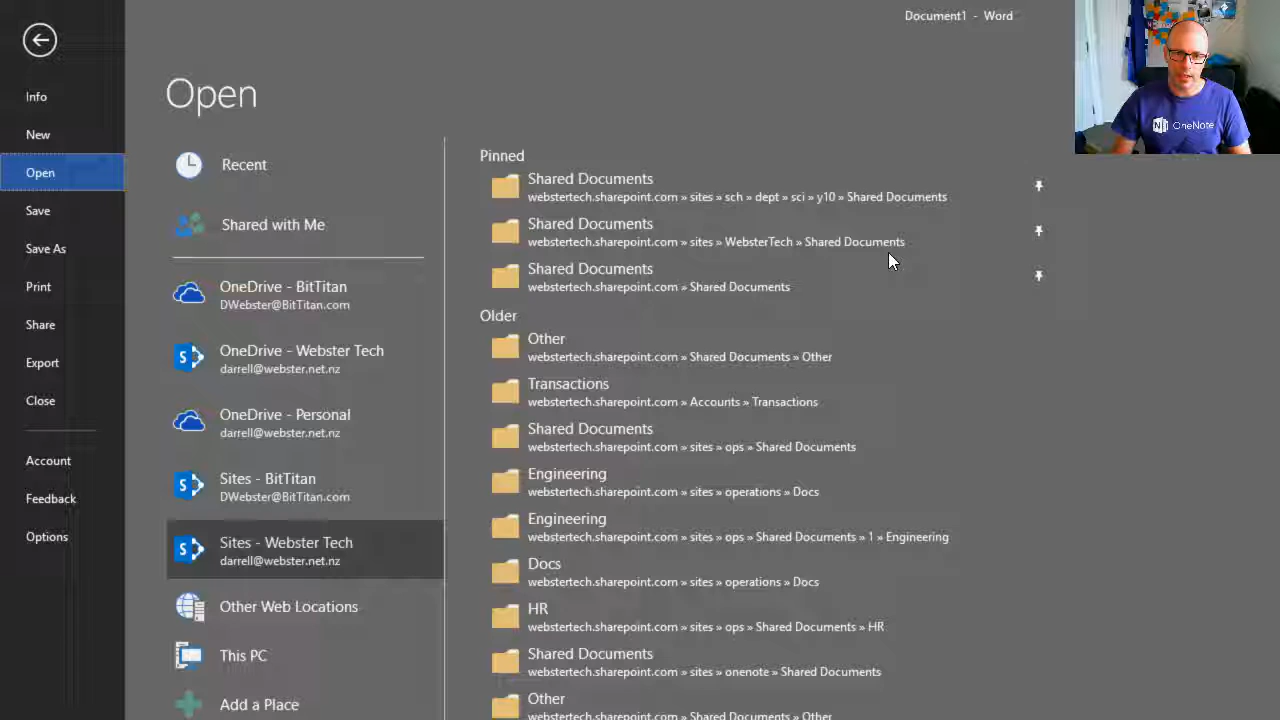 Document1 - Word
OneNote
Info
New
Open
Save
Save As
Print
Share
Export
Close
Account
Feedback
Options
Open
Recent
Shared with Me
OneDrive - BitTitan
DWebster@BitTitan.com
OneDrive - Webster Tech
darrell@webster.net.nz
OneDrive - Personal
darrell@webster.net.nz
Sites - BitTitan
DWebster@BitTitan.com
Sites - Webster Tech
darrell@webster.net.nz
Other Web Locations
This PC
Add a Place
Pinned
Shared Documents
webstertech.sharepoint.com » sites » sch » dept » sci » y10 » Shared Documents
Shared Documents
webstertech.sharepoint.com » sites » WebsterTech » Shared Documents
Shared Documents
webstertech.sharepoint.com » Shared Documents
Older
Other
webstertech.sharepoint.com » Shared Documents » Other
Transactions
webstertech.sharepoint.com » Accounts » Transactions
Shared Documents
webstertech.sharepoint.com » sites » ops » Shared Documents
Engineering
webstertech.sharepoint.com » sites » operations » Docs
Engineering
webstertech.sharepoint.com » sites » ops » Shared Documents » 1 » Engineering
Docs
webstertech.sharepoint.com » sites » operations » Docs
HR
webstertech.sharepoint.com » sites » ops » Shared Documents » HR
Shared Documents
webstertech.sharepoint.com » sites » onenote » Shared Documents
Other
webstertech.sharepoint.com » Shared Documents » Other